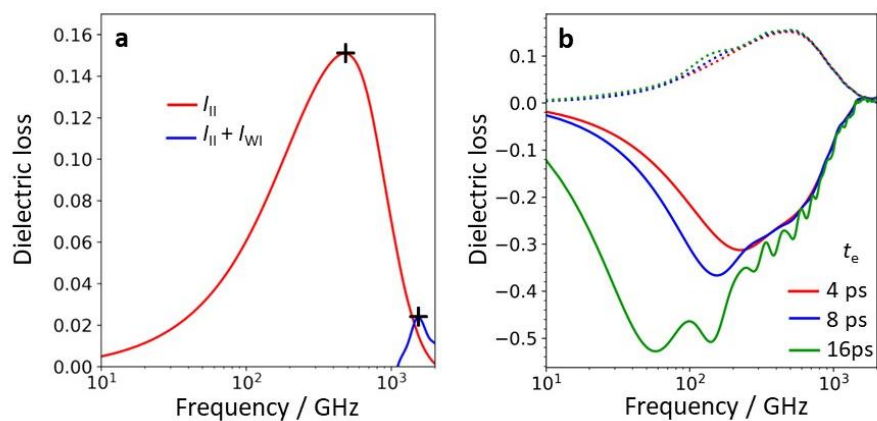 a
0.16
0.14
0.12
0.10
0.08
0.06
0.04
0.02
0.00
Dielectric loss
I_II
I_II + I_WI
10^1
10^2
10^3
Frequency / GHz
b
0.1
0.0
−0.1
−0.2
−0.3
−0.4
−0.5
Dielectric loss
t_e
4 ps
8 ps
16ps
10^1
10^2
10^3
Frequency / GHz